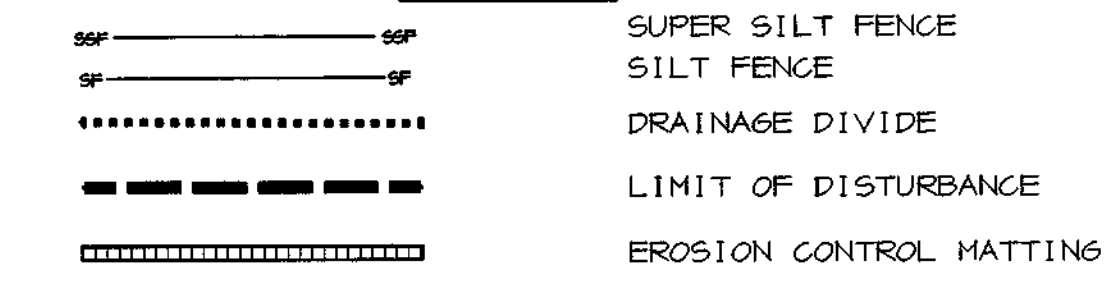 SSF SSF SUPER SILT FENCE
SF SF SILT FENCE
DRAINAGE DIVIDE
LIMIT OF DISTURBANCE
EROSION CONTROL MATTING